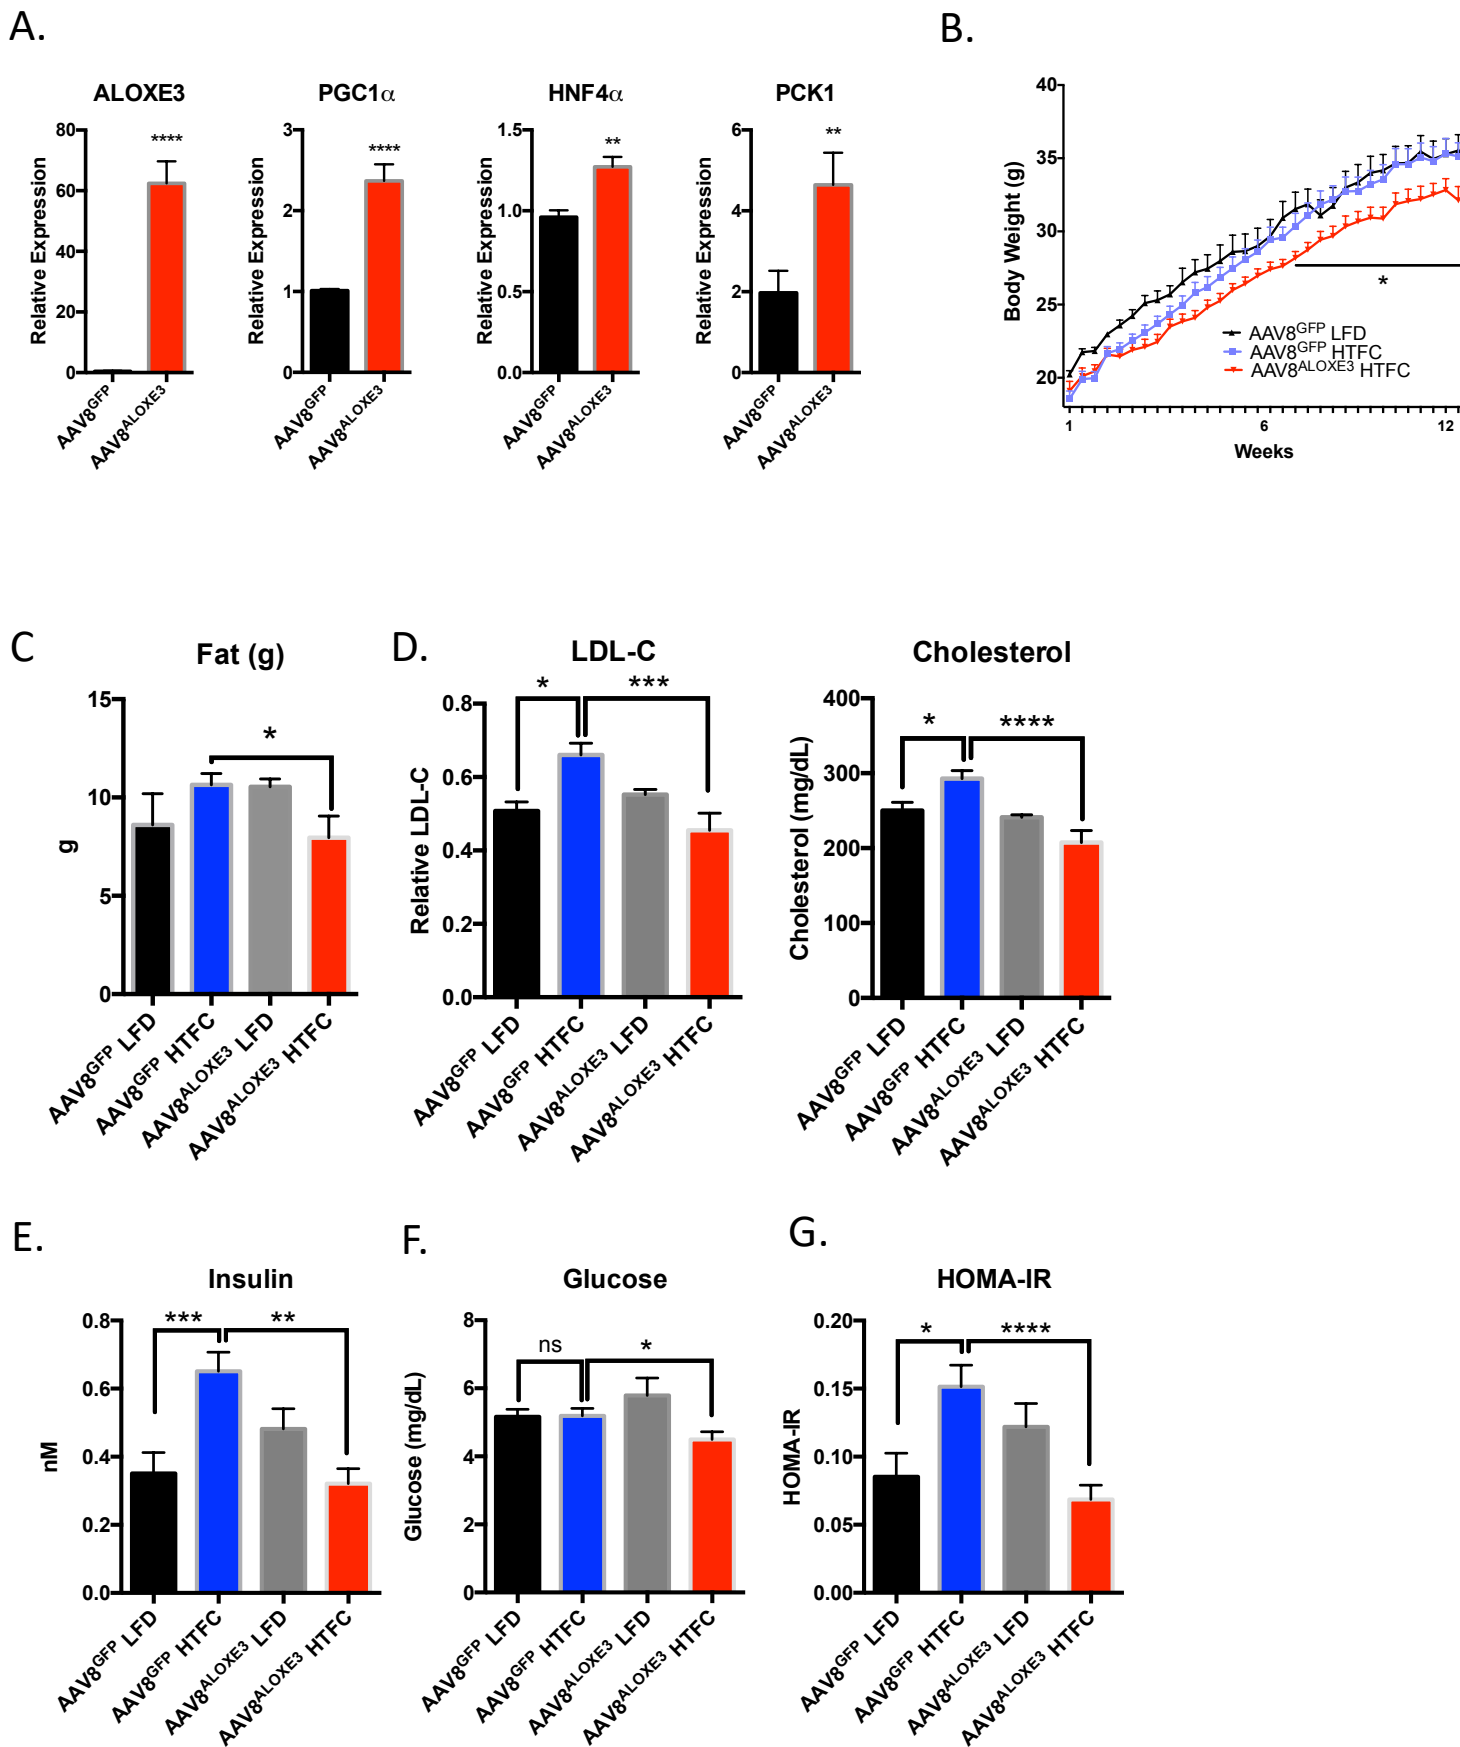 A.
B.
ALOXE3
PGC1α
HNF4α
PCK1
Relative Expression
80
60
40
20
0
****
AAV8GFP
AAV8ALOXE3
Relative Expression
3
2
1
0
****
AAV8GFP
AAV8ALOXE3
Relative Expression
1.5
1.0
0.5
0.0
**
AAV8GFP
AAV8ALOXE3
Relative Expression
6
4
2
0
**
AAV8GFP
AAV8ALOXE3
Body Weight (g)
40
35
30
25
20
*
AAV8GFP LFD
AAV8GFP HTFC
AAV8ALOXE3 HTFC
1
6
12
Weeks
C
Fat (g)
g
15
10
5
0
*
AAV8GFP LFD
AAV8GFP HTFC
AAV8ALOXE3 LFD
AAV8ALOXE3 HTFC
D.
LDL-C
Relative LDL-C
0.8
0.6
0.4
0.2
0.0
*
***
AAV8GFP LFD
AAV8GFP HTFC
AAV8ALOXE3 LFD
AAV8ALOXE3 HTFC
Cholesterol
Cholesterol (mg/dL)
400
300
200
100
0
*
****
AAV8GFP LFD
AAV8GFP HTFC
AAV8ALOXE3 LFD
AAV8ALOXE3 HTFC
E.
Insulin
nM
0.8
0.6
0.4
0.2
0.0
***
**
AAV8GFP LFD
AAV8GFP HTFC
AAV8ALOXE3 LFD
AAV8ALOXE3 HTFC
F.
Glucose
Glucose (mg/dL)
8
6
4
2
0
ns
*
AAV8GFP LFD
AAV8GFP HTFC
AAV8ALOXE3 LFD
AAV8ALOXE3 HTFC
G.
HOMA-IR
HOMA-IR
0.20
0.15
0.10
0.05
0.00
*
****
AAV8GFP LFD
AAV8GFP HTFC
AAV8ALOXE3 LFD
AAV8ALOXE3 HTFC